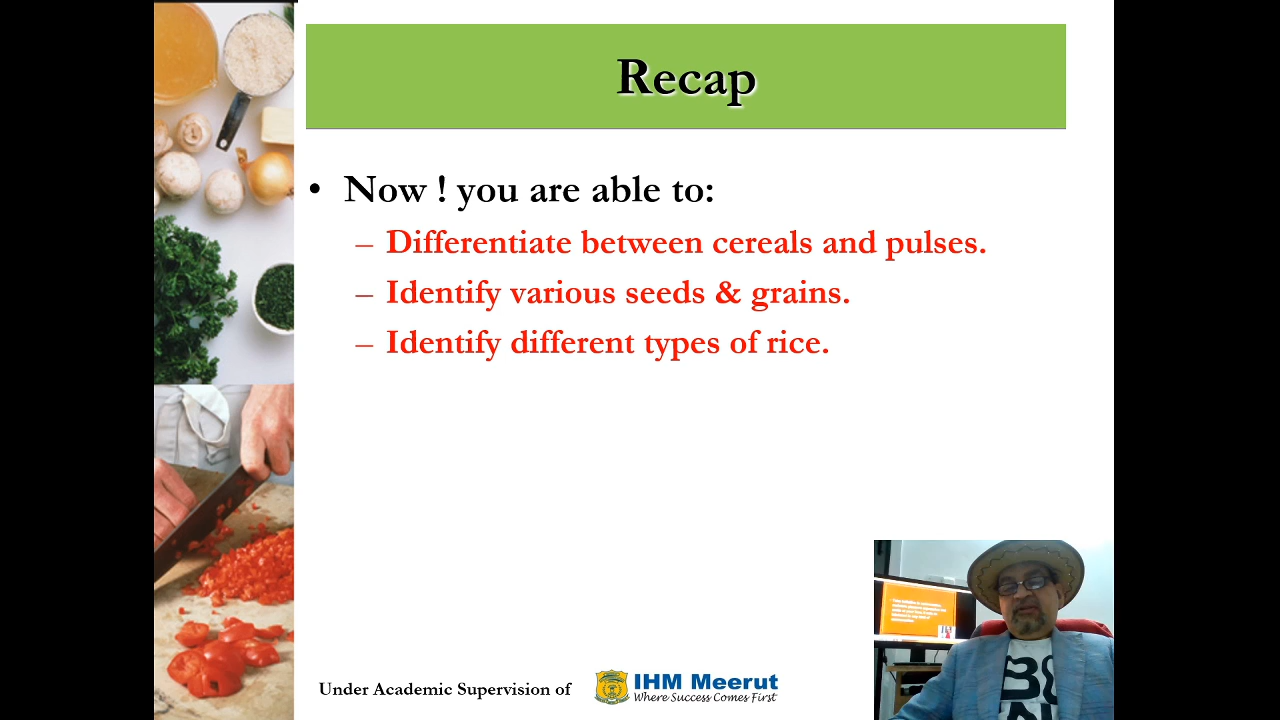 Recap
• Now ! you are able to:
– Differentiate between cereals and pulses.
– Identify various seeds & grains.
– Identify different types of rice.
Under Academic Supervision of
IHM Meerut
Where Success Comes First